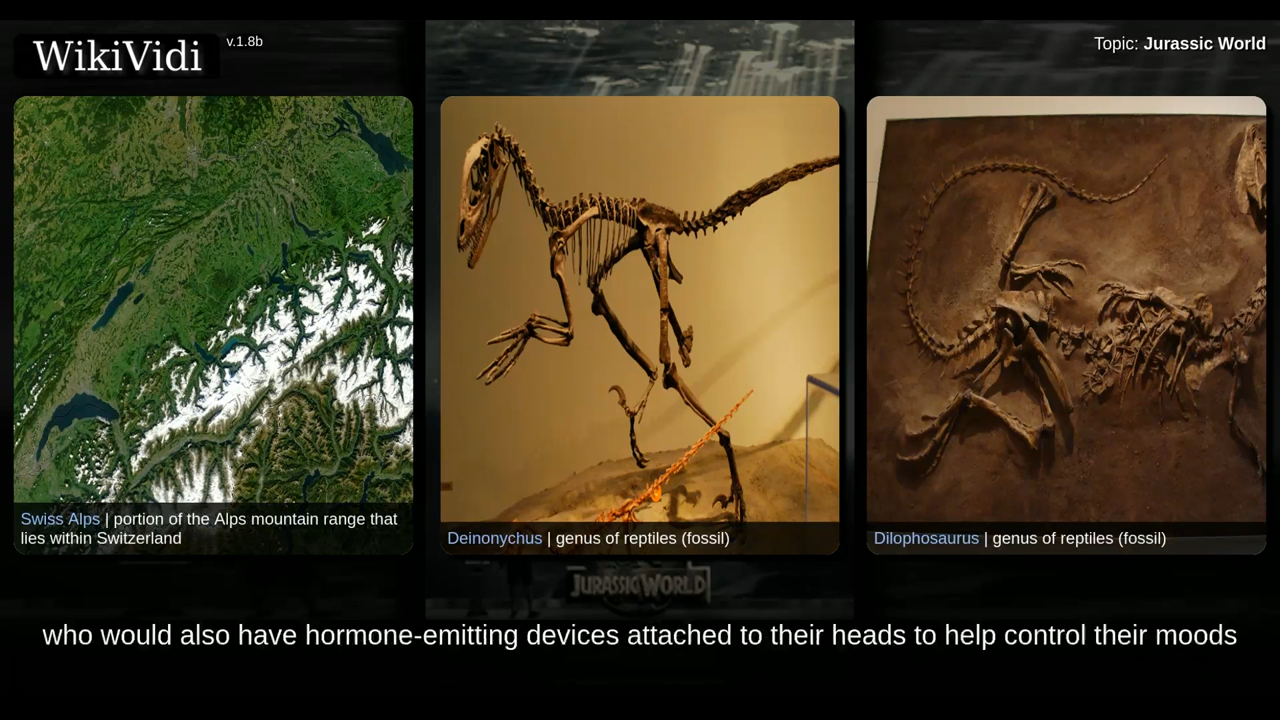 WikiVidi
v.1.8b
Topic: Jurassic World
Swiss Alps | portion of the Alps mountain range that
lies within Switzerland
Deinonychus | genus of reptiles (fossil)
Dilophosaurus | genus of reptiles (fossil)
JURASSIC WORLD
who would also have hormone-emitting devices attached to their heads to help control their moods